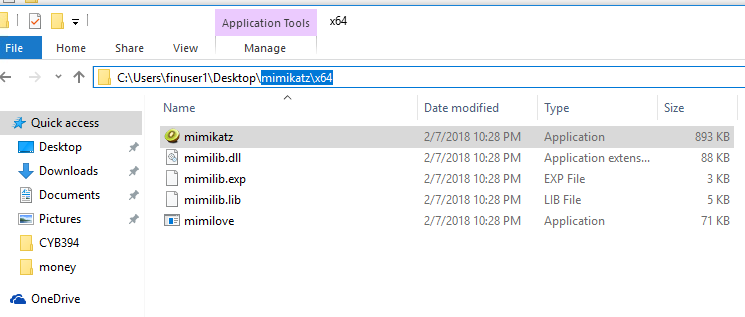 Application Tools x64
File Home Share View Manage
C:\Users\finuser1\Desktop\mimikatz\x64
Name Date modified Type Size
Quick access
Desktop
Downloads
Documents
Pictures
CYB394
money
OneDrive
mimikatz 2/7/2018 10:28 PM Application 893 KB
mimilib.dll 2/7/2018 10:28 PM Application extens... 88 KB
mimilib.exp 2/7/2018 10:28 PM EXP File 3 KB
mimilib.lib 2/7/2018 10:28 PM LIB File 5 KB
mimilove 2/7/2018 10:28 PM Application 71 KB